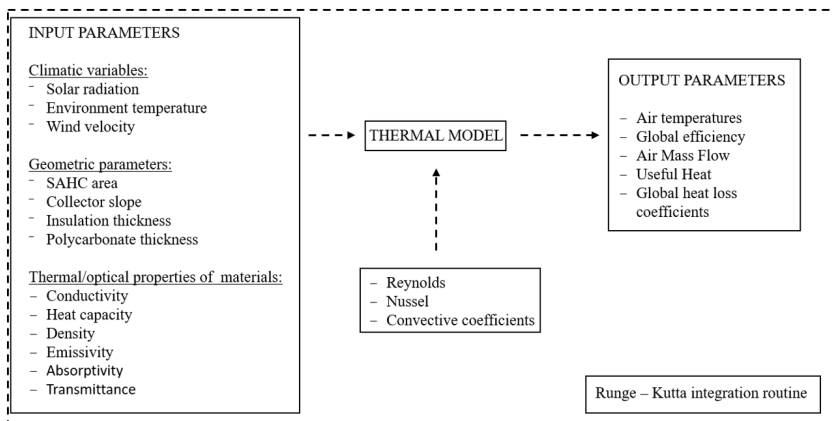 INPUT PARAMETERS
Climatic variables:
- Solar radiation
- Environment temperature
- Wind velocity
Geometric parameters:
- SAHC area
- Collector slope
- Insulation thickness
- Polycarbonate thickness
Thermal/optical properties of materials:
– Conductivity
– Heat capacity
– Density
– Emissivity
– Absorptivity
– Transmittance
THERMAL MODEL
– Reynolds
– Nussel
– Convective coefficients
OUTPUT PARAMETERS
– Air temperatures
– Global efficiency
– Air Mass Flow
– Useful Heat
– Global heat loss
coefficients
Runge – Kutta integration routine